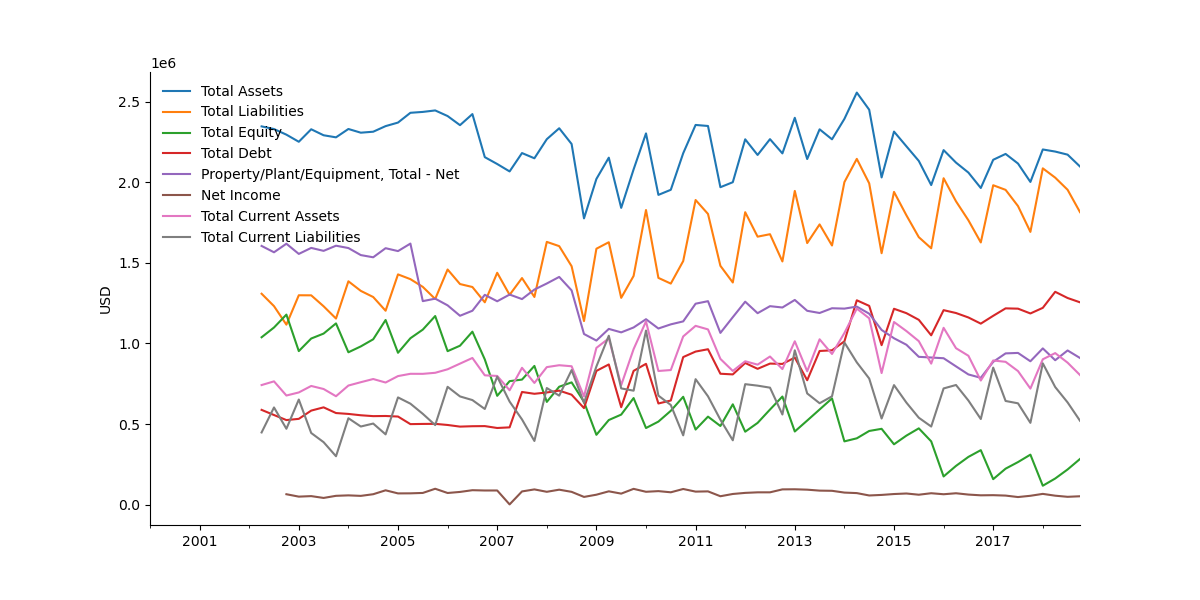 1e6
Total Assets
Total Liabilities
Total Equity
Total Debt
Property/Plant/Equipment, Total - Net
Net Income
Total Current Assets
Total Current Liabilities
2.5
2.0
1.5
1.0
0.5
0.0
USD
2001 2003 2005 2007 2009 2011 2013 2015 2017